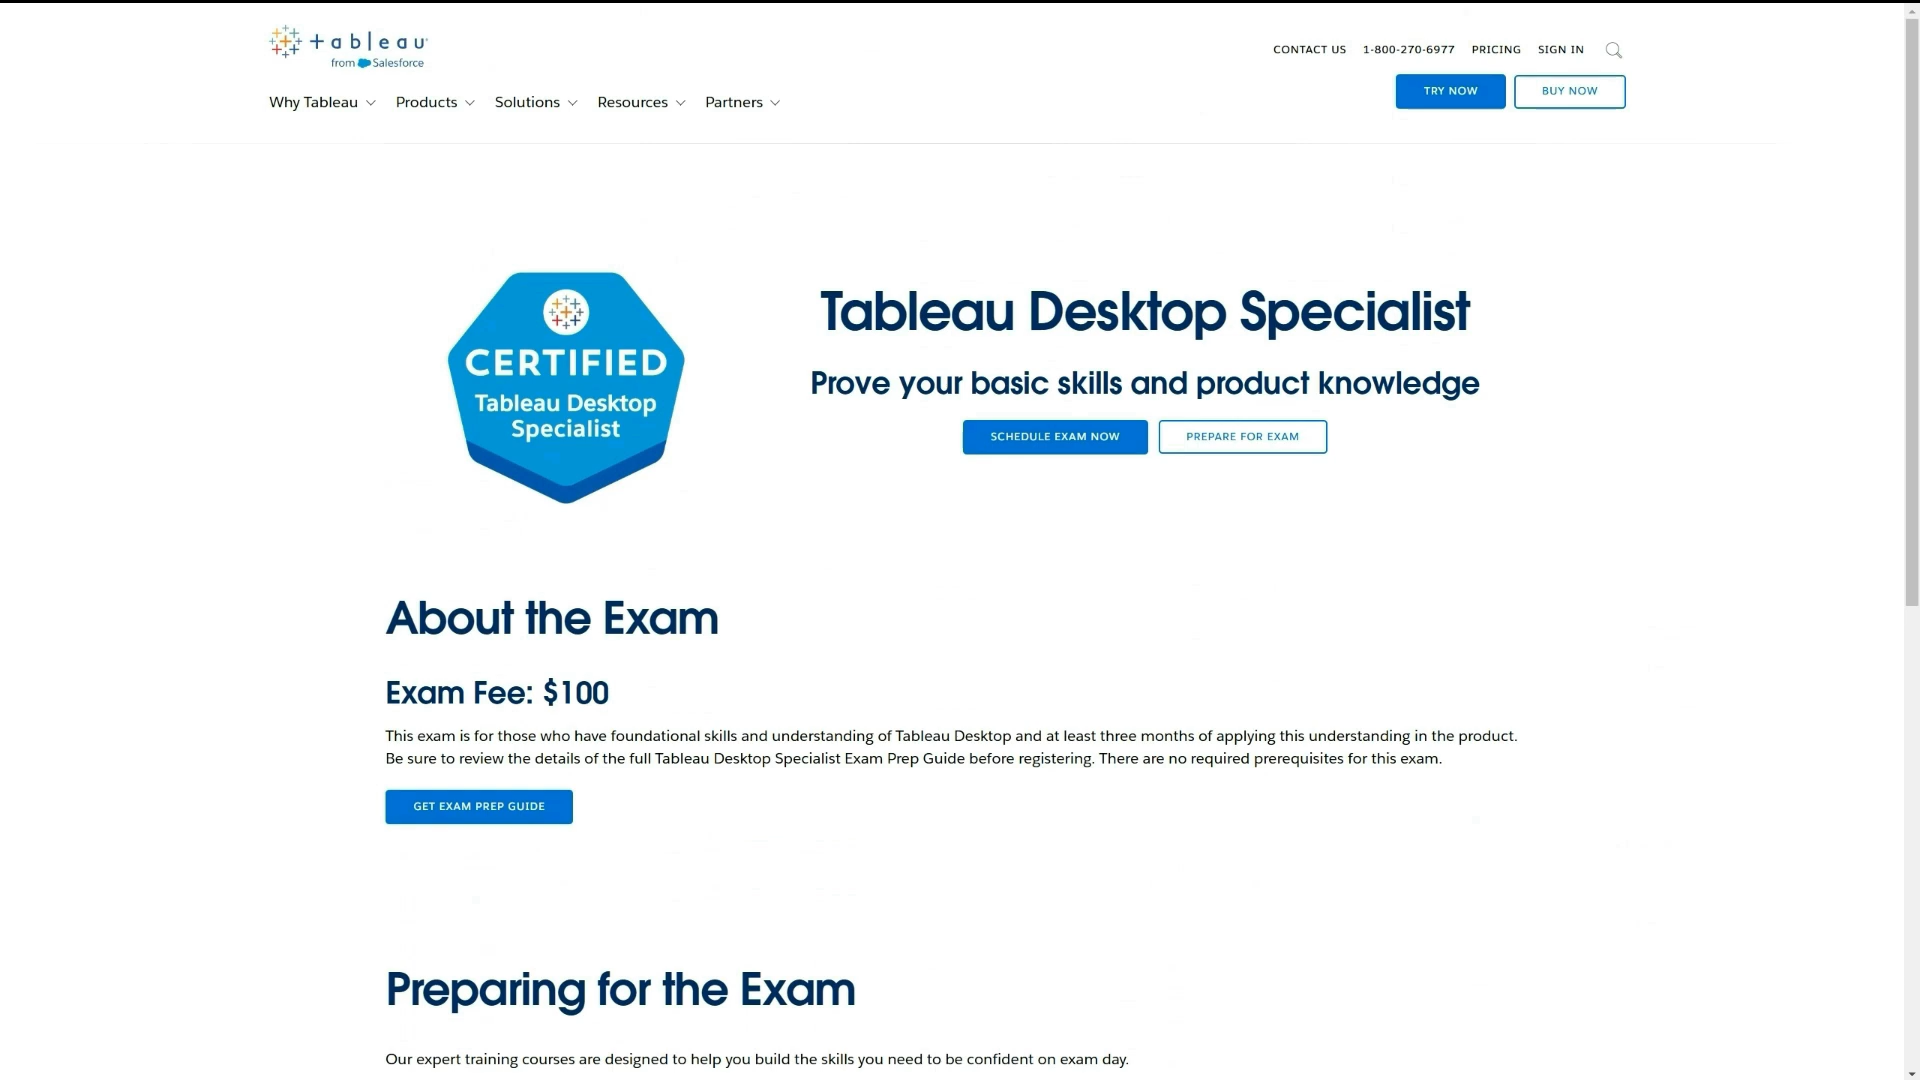 +ableau
from Salesforce
CONTACT US 1-800-270-6977 PRICING SIGN IN
TRY NOW BUY NOW
Why Tableau Products Solutions Resources Partners
CERTIFIED
Tableau Desktop
Specialist
Tableau Desktop Specialist
Prove your basic skills and product knowledge
SCHEDULE EXAM NOW PREPARE FOR EXAM
About the Exam
Exam Fee: $100
This exam is for those who have foundational skills and understanding of Tableau Desktop and at least three months of applying this understanding in the product.
Be sure to review the details of the full Tableau Desktop Specialist Exam Prep Guide before registering. There are no required prerequisites for this exam.
GET EXAM PREP GUIDE
Preparing for the Exam
Our expert training courses are designed to help you build the skills you need to be confident on exam day.